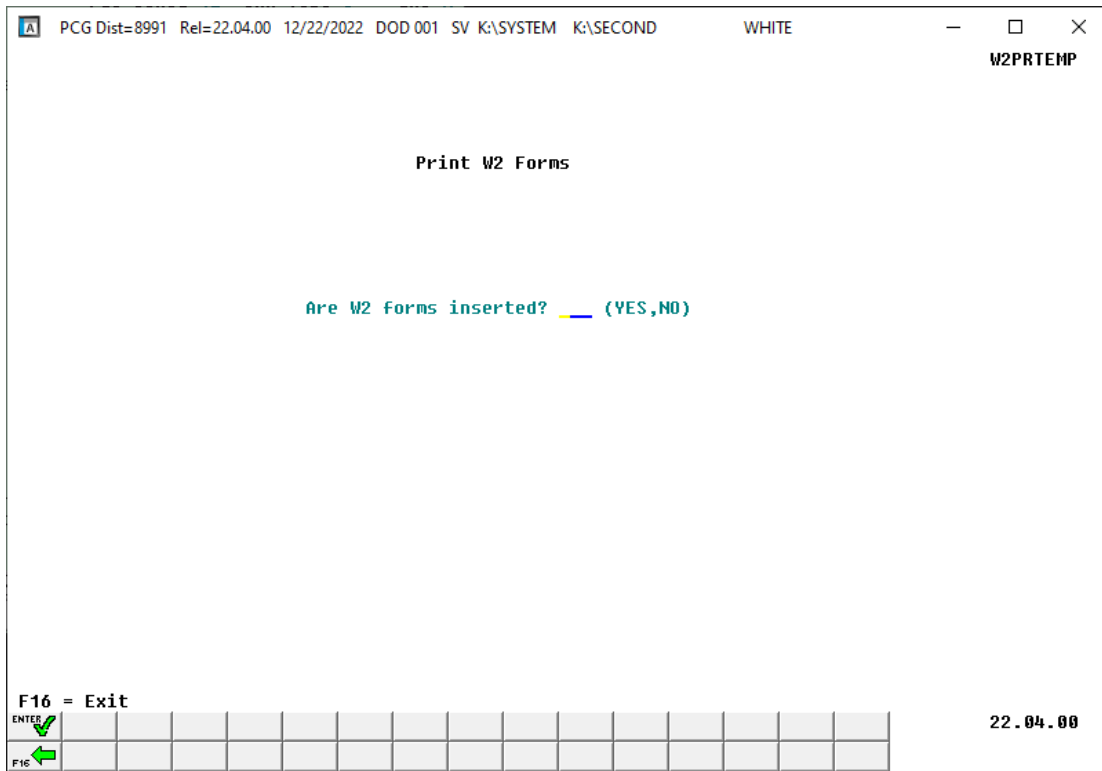 A PCG Dist=8991 Rel=22.04.00 12/22/2022 DOD 001 SV K:\SYSTEM K:\SECOND WHITE
W2PRTEMP
Print W2 Forms
Are W2 forms inserted? ___ (YES,NO)
F16 = Exit
ENTER
22.04.00
F16